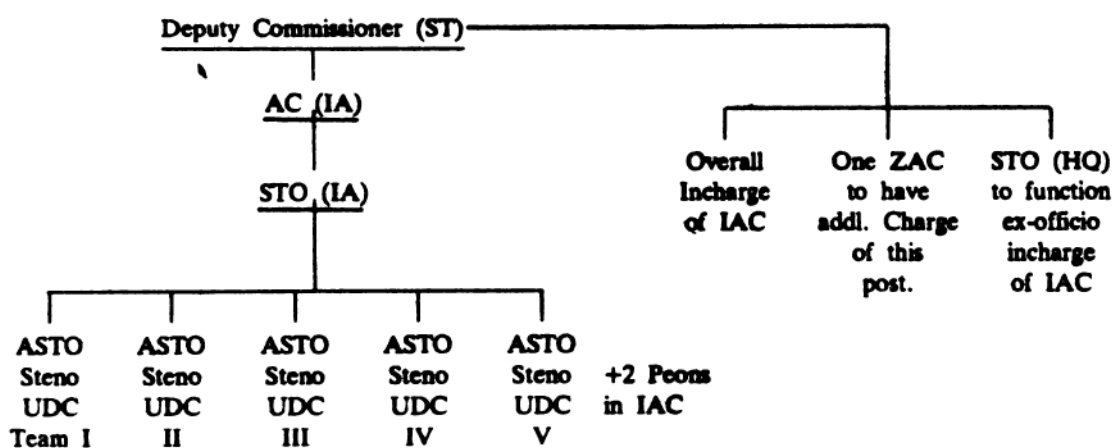 Deputy Commissioner (ST)
AC (IA)
STO (IA)
Overall
Incharge
of IAC
One ZAC
to have
addl. Charge
of this
post.
STO (HQ)
to function
ex-officio
incharge
of IAC
ASTO
Steno
UDC
Team I
ASTO
Steno
UDC
II
ASTO
Steno
UDC
III
ASTO
Steno
UDC
IV
ASTO
Steno
UDC
V
+2 Peons
in IAC